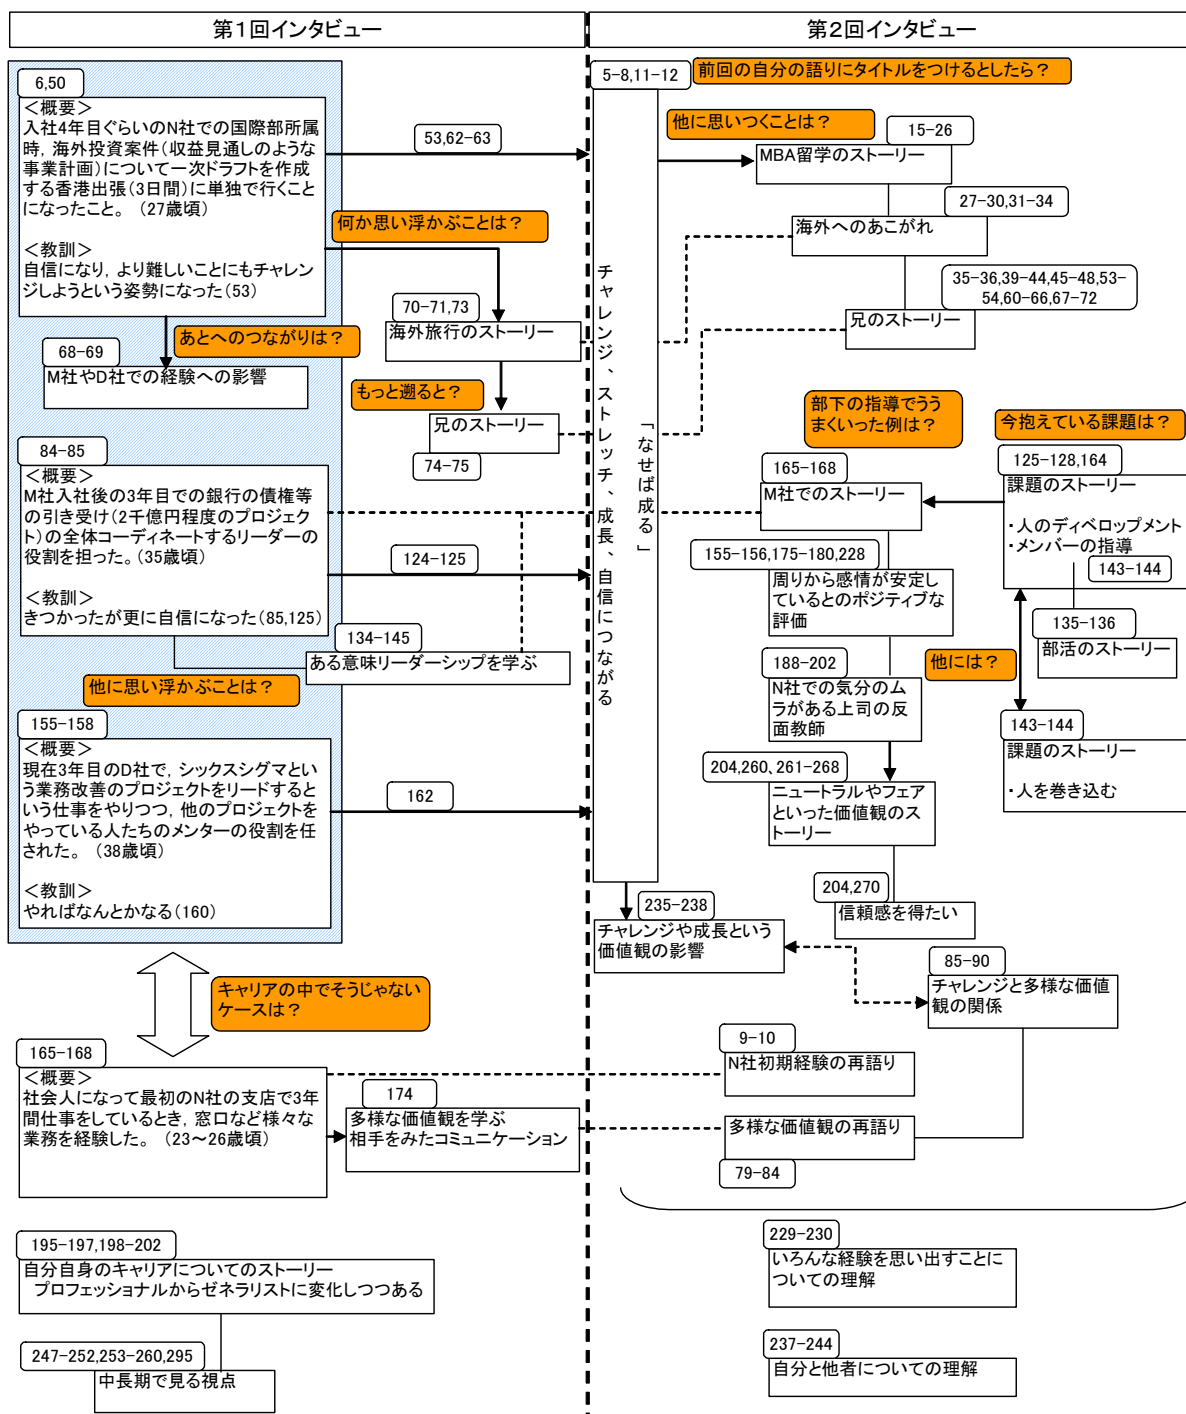 第１回インタビュー
第２回インタビュー
6,50
＜概要＞
入社4年目ぐらいのN社での国際部所属
時，海外投資案件（収益見通しのような
事業計画）について一次ドラフトを作成
する香港出張（3日間）に単独で行くこと
になったこと。（27歳頃）
＜教訓＞
自信になり，より難しいことにもチャレン
ジしようという姿勢になった（53）
53,62−63
何か思い浮かぶことは？
70−71,73
海外旅行のストーリー
あとへのつながりは？
68−69
M社やD社での経験への影響
もっと遡ると？
兄のストーリー
74−75
84−85
＜概要＞
M社入社後の3年目での銀行の債権等
の引き受け（2千億円程度のプロジェク
ト）の全体コーディネートするリーダーの
役割を担った。（35歳頃）
＜教訓＞
きつかったが更に自信になった（85,125）
124−125
134−145
ある意味リーダーシップを学ぶ
他に思い浮かぶことは？
155−158
＜概要＞
現在3年目のD社で，シックスシグマとい
う業務改善のプロジェクトをリードすると
いう仕事をやりつつ，他のプロジェクトを
やっている人たちのメンターの役割を任
された。（38歳頃）
＜教訓＞
やればなんとかなる（160）
162
キャリアの中でそうじゃない
ケースは？
165−168
＜概要＞
社会人になって最初のN社の支店で3年
間仕事をしているとき，窓口など様々な
業務を経験した。（23～26歳頃）
174
多様な価値観を学ぶ
相手をみたコミュニケーション
195−197,198−202
自分自身のキャリアについてのストーリー
プロフェッショナルからゼネラリストに変化しつつある
247−252,253−260,295
中長期で見る視点
5−8,11−12
前回の自分の語りにタイトルをつけるとしたら？
チャレンジ、ストレッチ、成長、自信につながる
「なせば成る」
他に思いつくことは？
15−26
MBA留学のストーリー
27−30,31−34
海外へのあこがれ
35−36,39−44,45−48,53−
54,60−66,67−72
兄のストーリー
部下の指導でうう
まくいった例は？
今抱えている課題は？
165−168
M社でのストーリー
125−128,164
課題のストーリー
・人のディベロップメント
・メンバーの指導
143−144
155−156,175−180,228
周りから感情が安定し
ているとのポジティブな
評価
135−136
部活のストーリー
188−202
N社での気分のムラ
がある上司の反
面教師
他には？
143−144
課題のストーリー
・人を巻き込む
204,260、261−268
ニュートラルやフェア
といった価値観のス
トーリー
204,270
信頼感を得たい
235−238
チャレンジや成長という
価値観の影響
85−90
チャレンジと多様な価値
観の関係
9−10
N社初期経験の再語り
多様な価値観の再語り
79−84
229−230
いろんな経験を思い出すことに
ついての理解
237−244
自分と他者についての理解